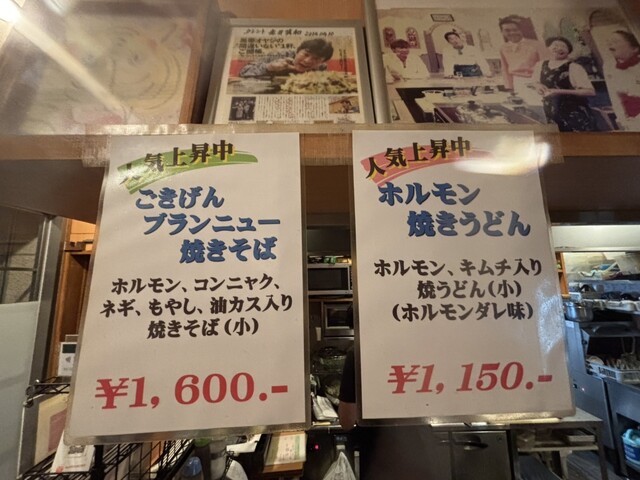 人気上昇中
ごきげん
ブランニュー
焼きそば
ホルモン、コンニャク、
ネギ、もやし、油カス入り
焼きそば(小)
¥1,600.-
人気上昇中
ホルモン
焼きうどん
ホルモン、キムチ入り
焼うどん(小)
(ホルモンダレ味)
¥1,150.-